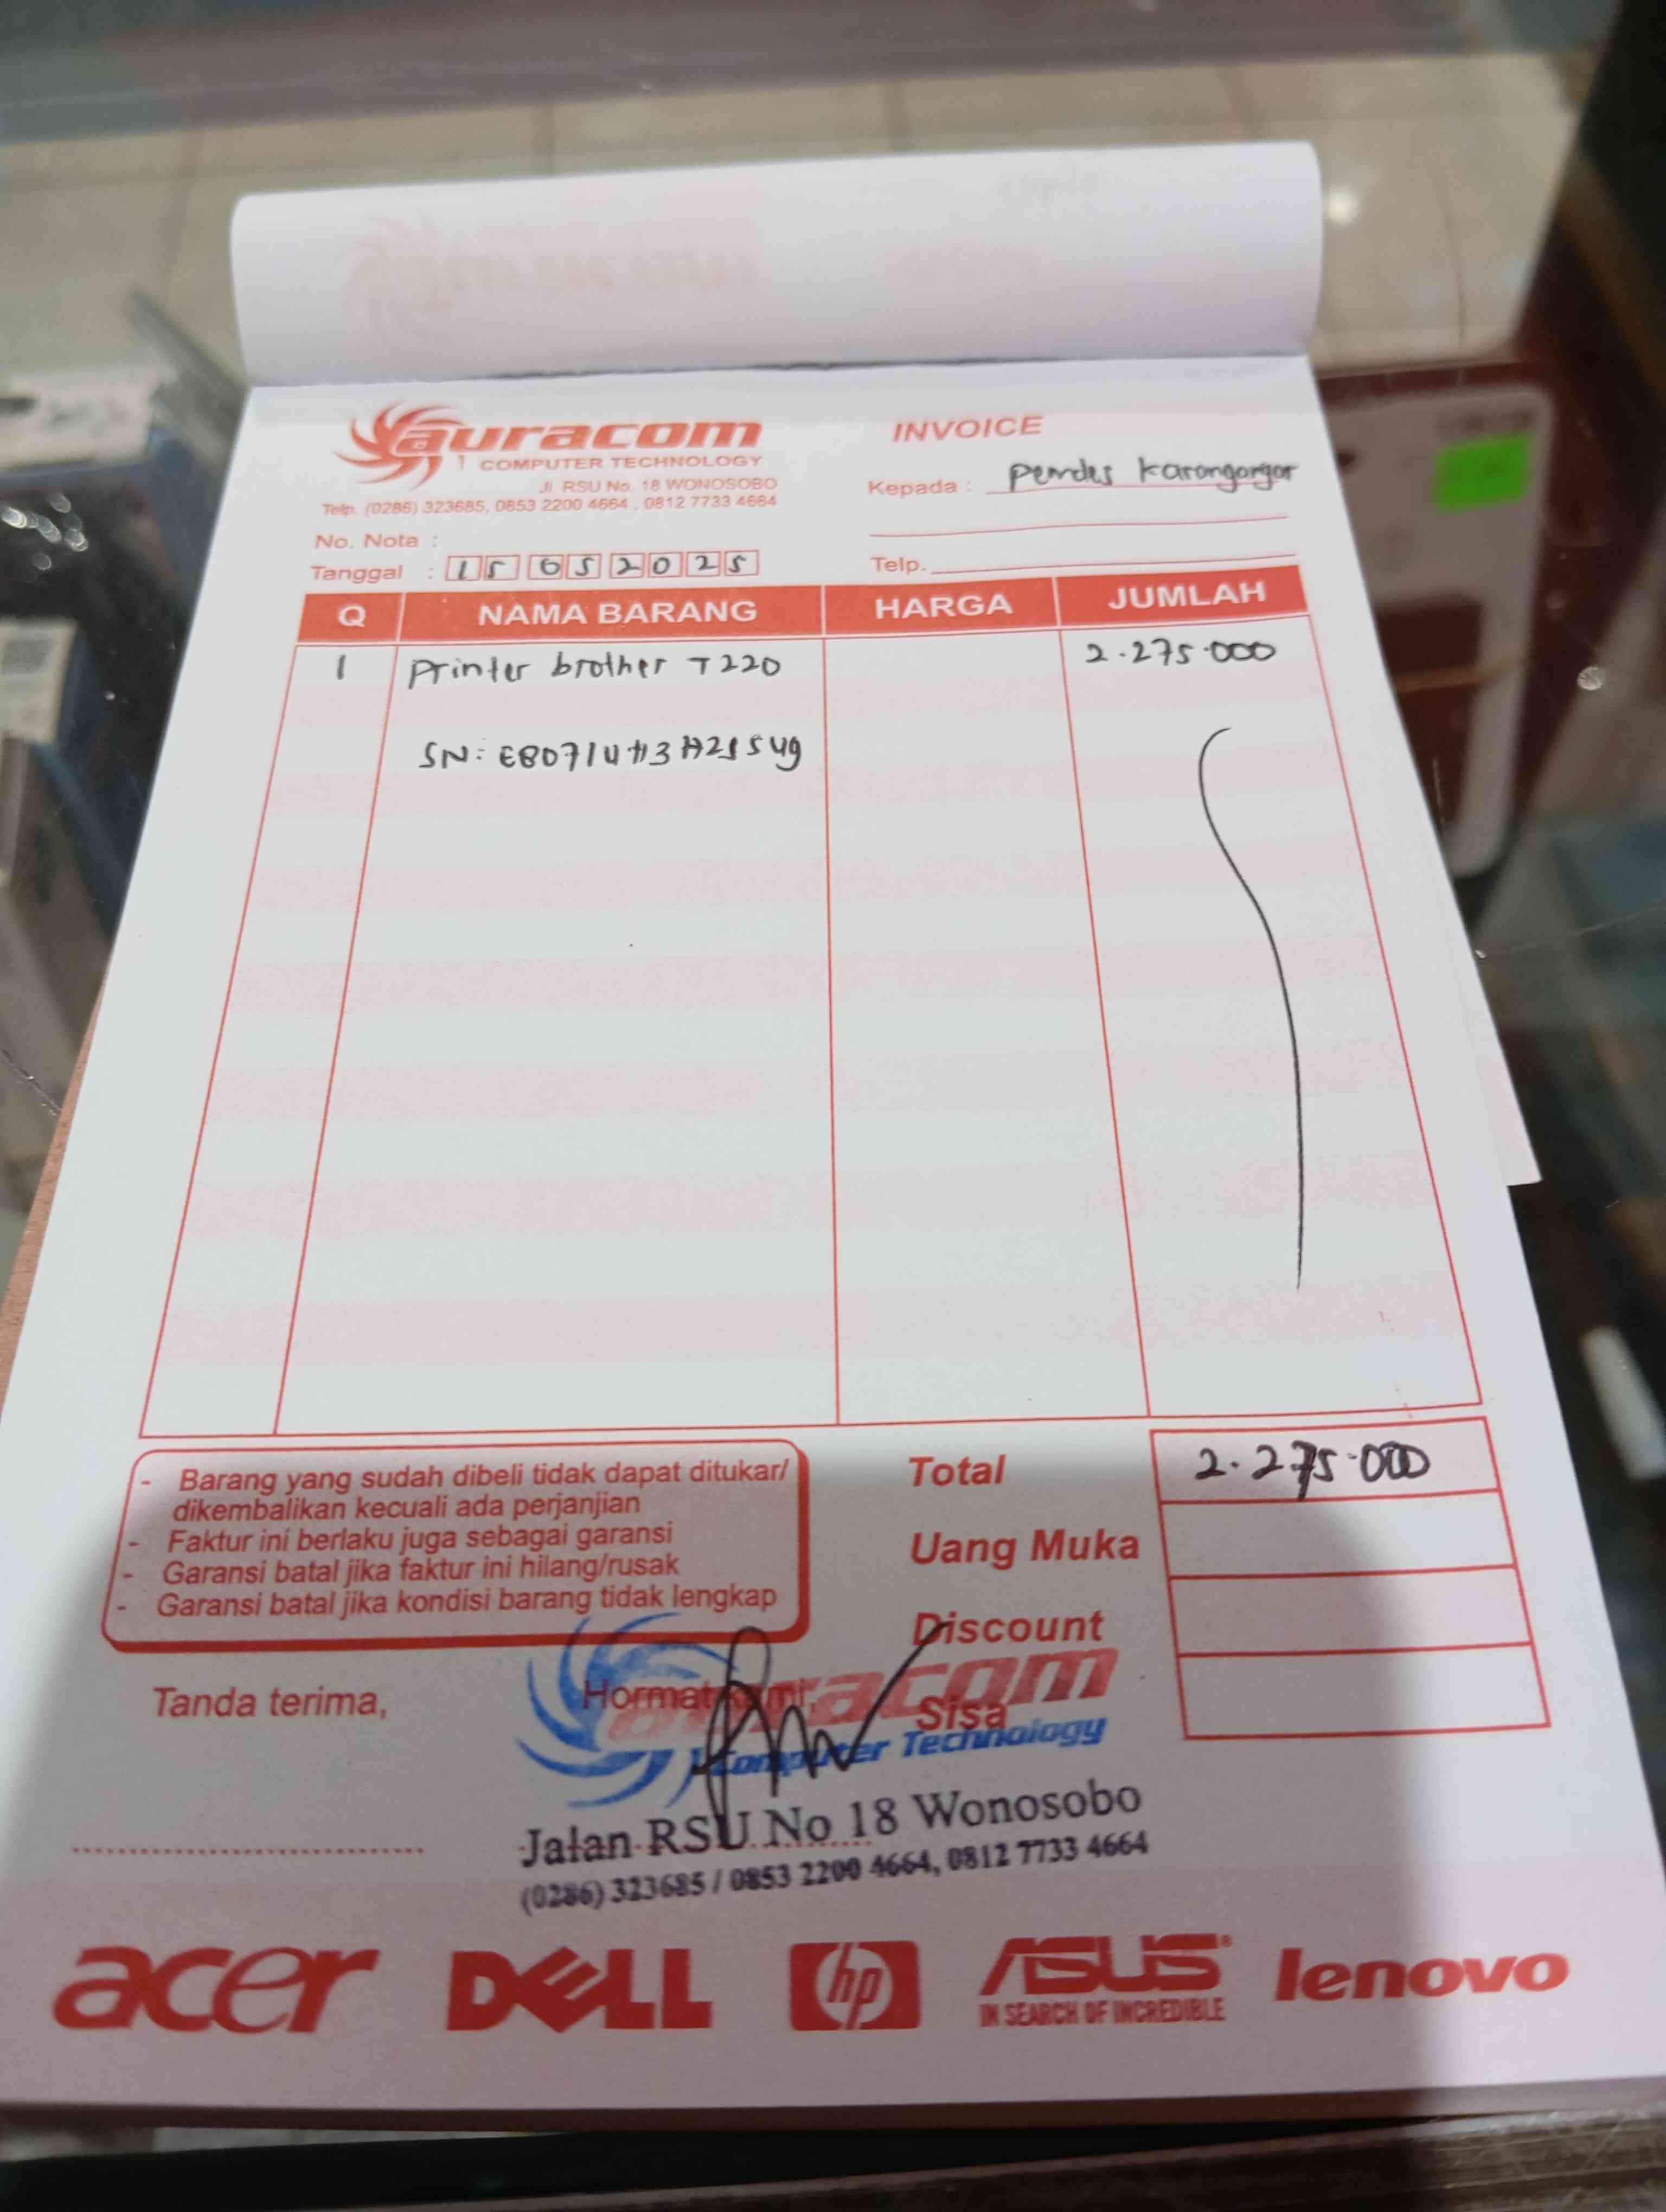 auracom
COMPUTER TECHNOLOGY
Jl. RSU No. 18 WONOSOBO
Telp. (0286) 323685, 0853 2200 4664 , 0812 7733 4664
INVOICE
Kepada : Pemdes Karangangar
No. Nota :
Tanggal : 15 05 2025
Telp.
Q NAMA BARANG HARGA JUMLAH
1 Printer brother T220 2.275.000
SN:
- Barang yang sudah dibeli tidak dapat ditukar/
dikembalikan kecuali ada perjanjian
- Faktur ini berlaku juga sebagai garansi
- Garansi batal jika faktur ini hilang/rusak
- Garansi batal jika kondisi barang tidak lengkap
Total 2.275.000
Uang Muka
Discount
Sisa
Tanda terima,
Hormat Kami,
auracom
Computer Technology
Jalan RSU No 18 Wonosobo
(0286) 323685 / 0853 2200 4664, 0812 7733 4664
acer DELL hp ASUS lenovo
IN SEARCH OF INCREDIBLE